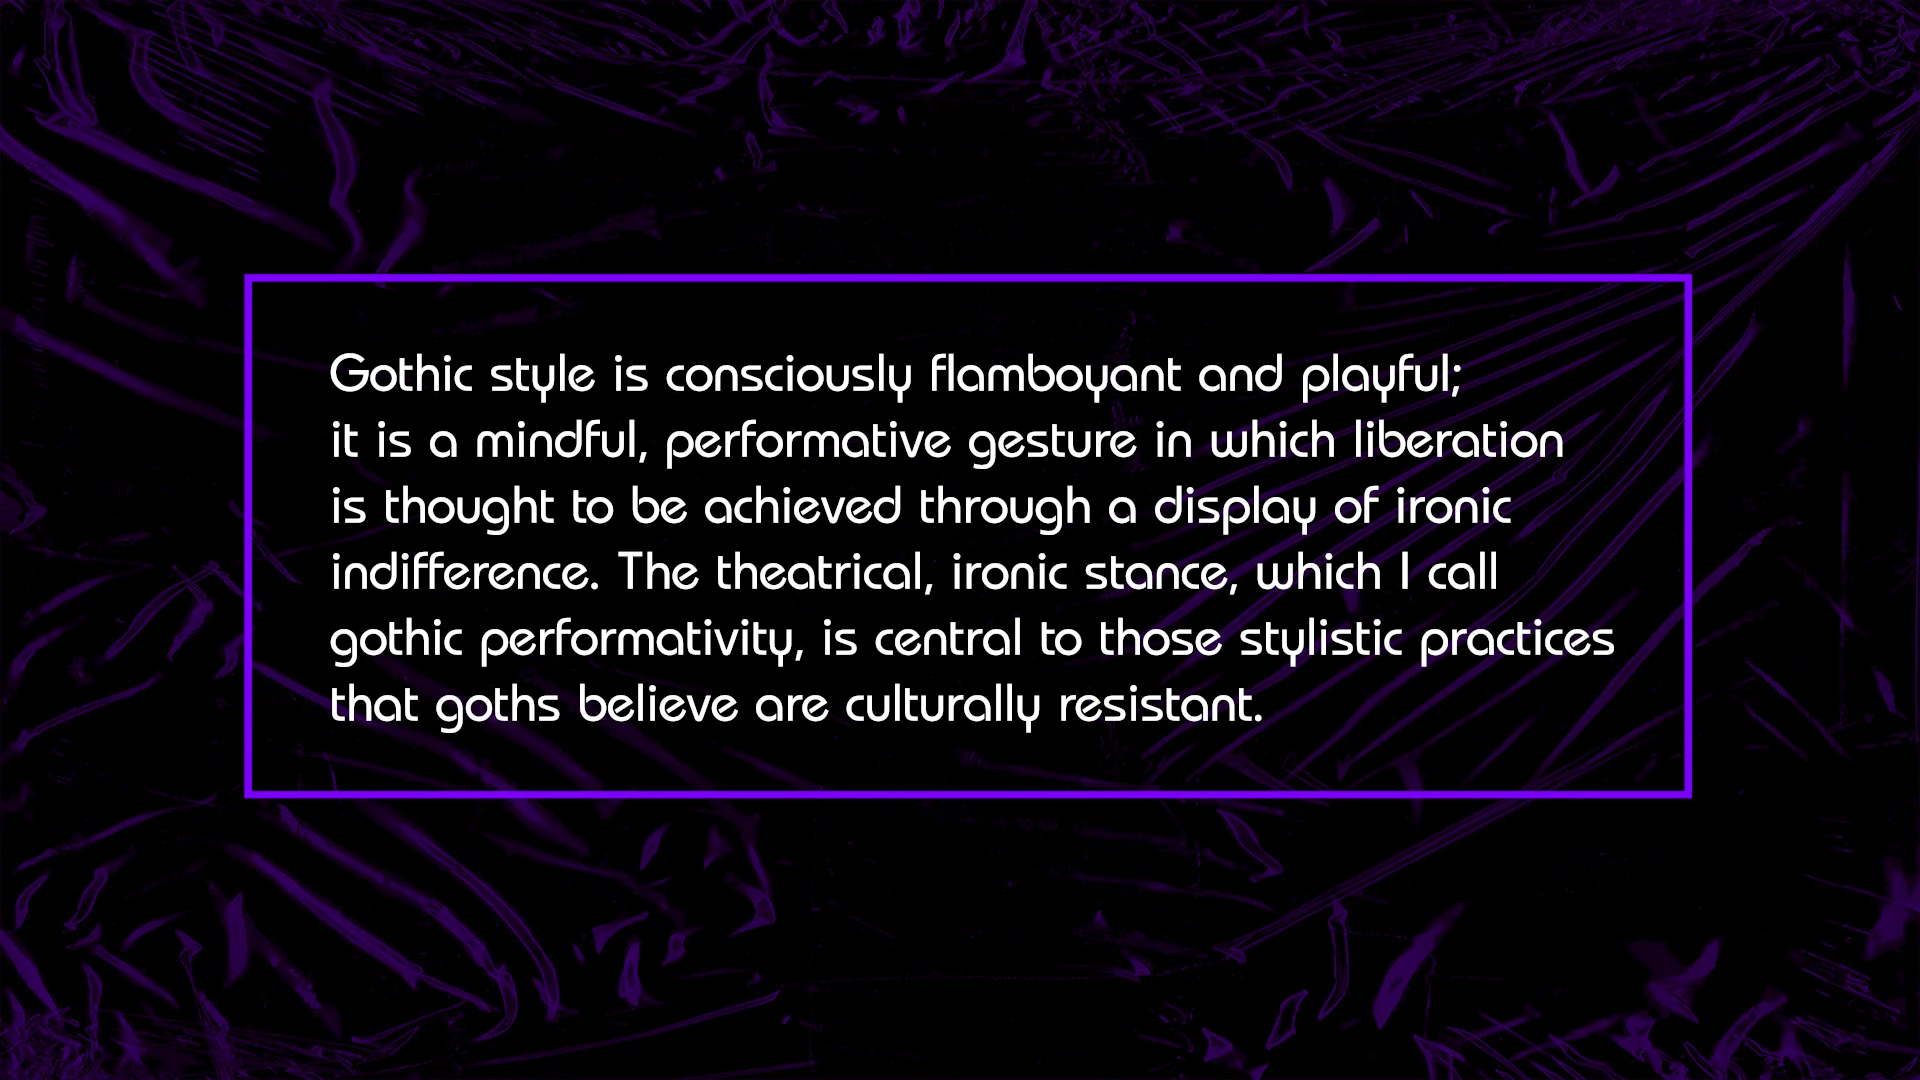 Gothic style is consciously flamboyant and playful;
it is a mindful, performative gesture in which liberation
is thought to be achieved through a display of ironic
indifference. The theatrical, ironic stance, which I call
gothic performativity, is central to those stylistic practices
that goths believe are culturally resistant.